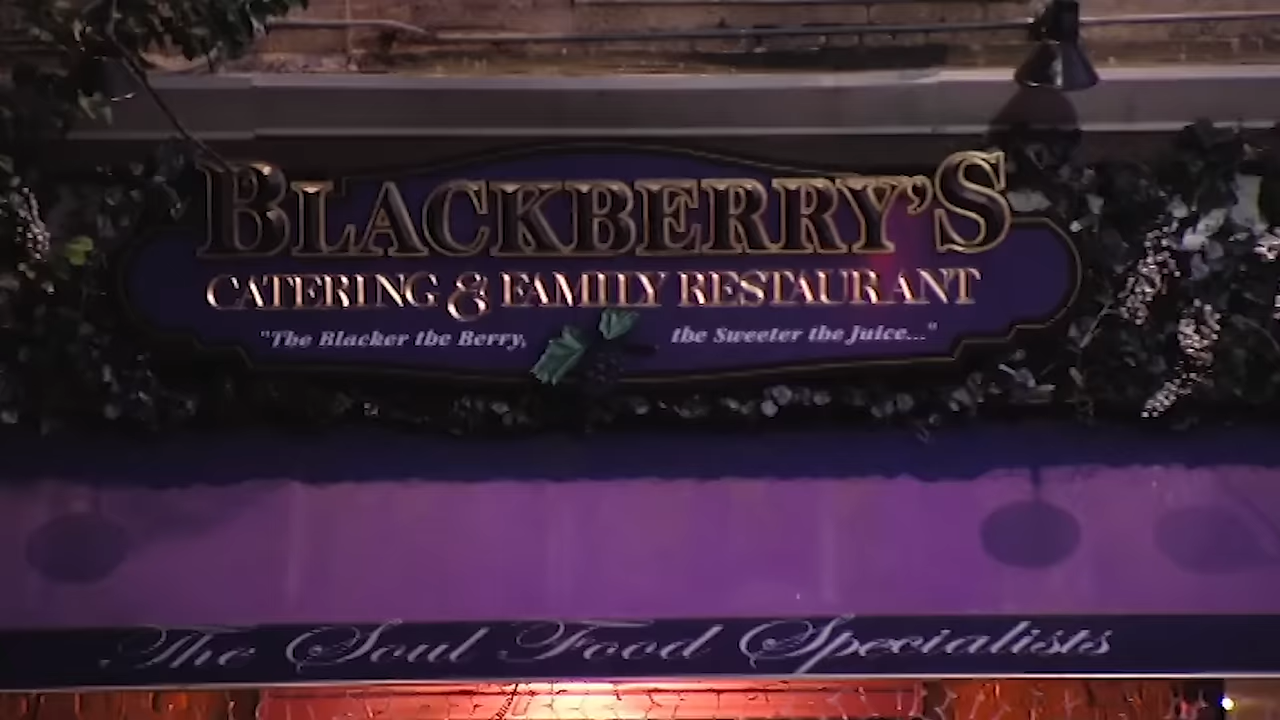 BLACKBERRY'S
CATERING & FAMILY RESTAURANT
"The Blacker the Berry, the Sweeter the Juice..."
The Soul Food Specialists